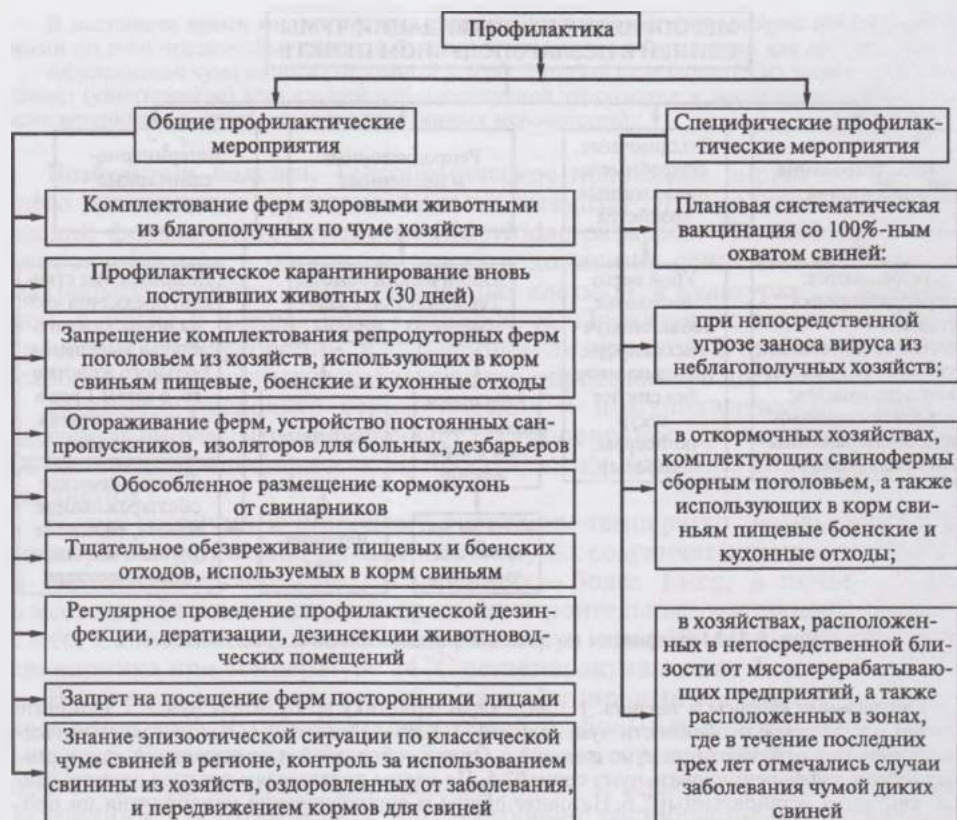 Профилактика
Общие профилактические
мероприятия
Комплектование ферм здоровыми животными
из благополучных по чуме хозяйств
Профилактическое карантинирование вновь
поступивших животных (30 дней)
Запрещение комплектования репродукторных ферм
поголовьем из хозяйств, использующих в корм
свиньям пищевые, боенские и кухонные отходы
Огораживание ферм, устройство постоянных сан-
пропускников, изоляторов для больных, дезбарьеров
Обособленное размещение кормокухонь
от свинарников
Тщательное обезвреживание пищевых и боенских
отходов, используемых в корм свиньям
Регулярное проведение профилактической дезин-
фекции, дератизации, дезинсекции животновод-
ческих помещений
Запрет на посещение ферм посторонними лицами
Знание эпизоотической ситуации по классической
чуме свиней в регионе, контроль за использованием
свинины из хозяйств, оздоровленных от заболевания,
и передвижением кормов для свиней
Специфические профилак-
тические мероприятия
Плановая систематическая
вакцинация со 100%-ным
охватом свиней:
при непосредственной
угрозе заноса вируса из
неблагополучных хозяйств;
в откормочных хозяйствах,
комплектующих свинофермы
сборным поголовьем, а также
использующих в корм сви-
ньям пищевые боенские и
кухонные отходы;
в хозяйствах, расположен-
ных в непосредственной бли-
зости от мясоперерабатываю-
щих предприятий, а также
расположенных в зонах,
где в течение последних
трех лет отмечались случаи
заболевания чумой диких
свиней